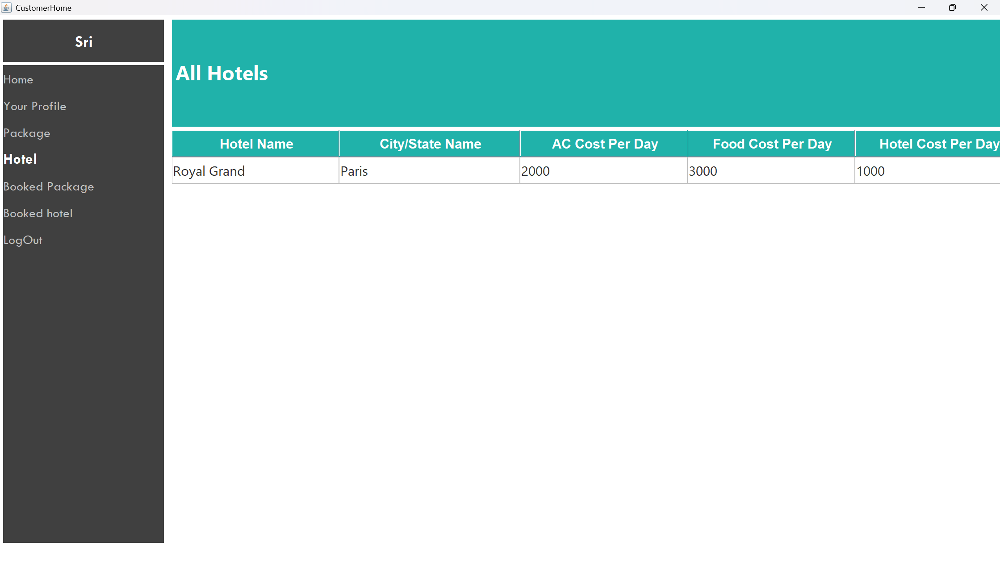 CustomerHome
Sri
Home
Your Profile
Package
Hotel
Booked Package
Booked hotel
LogOut
All Hotels
Hotel Name City/State Name AC Cost Per Day Food Cost Per Day Hotel Cost Per Day
Royal Grand Paris 2000 3000 1000